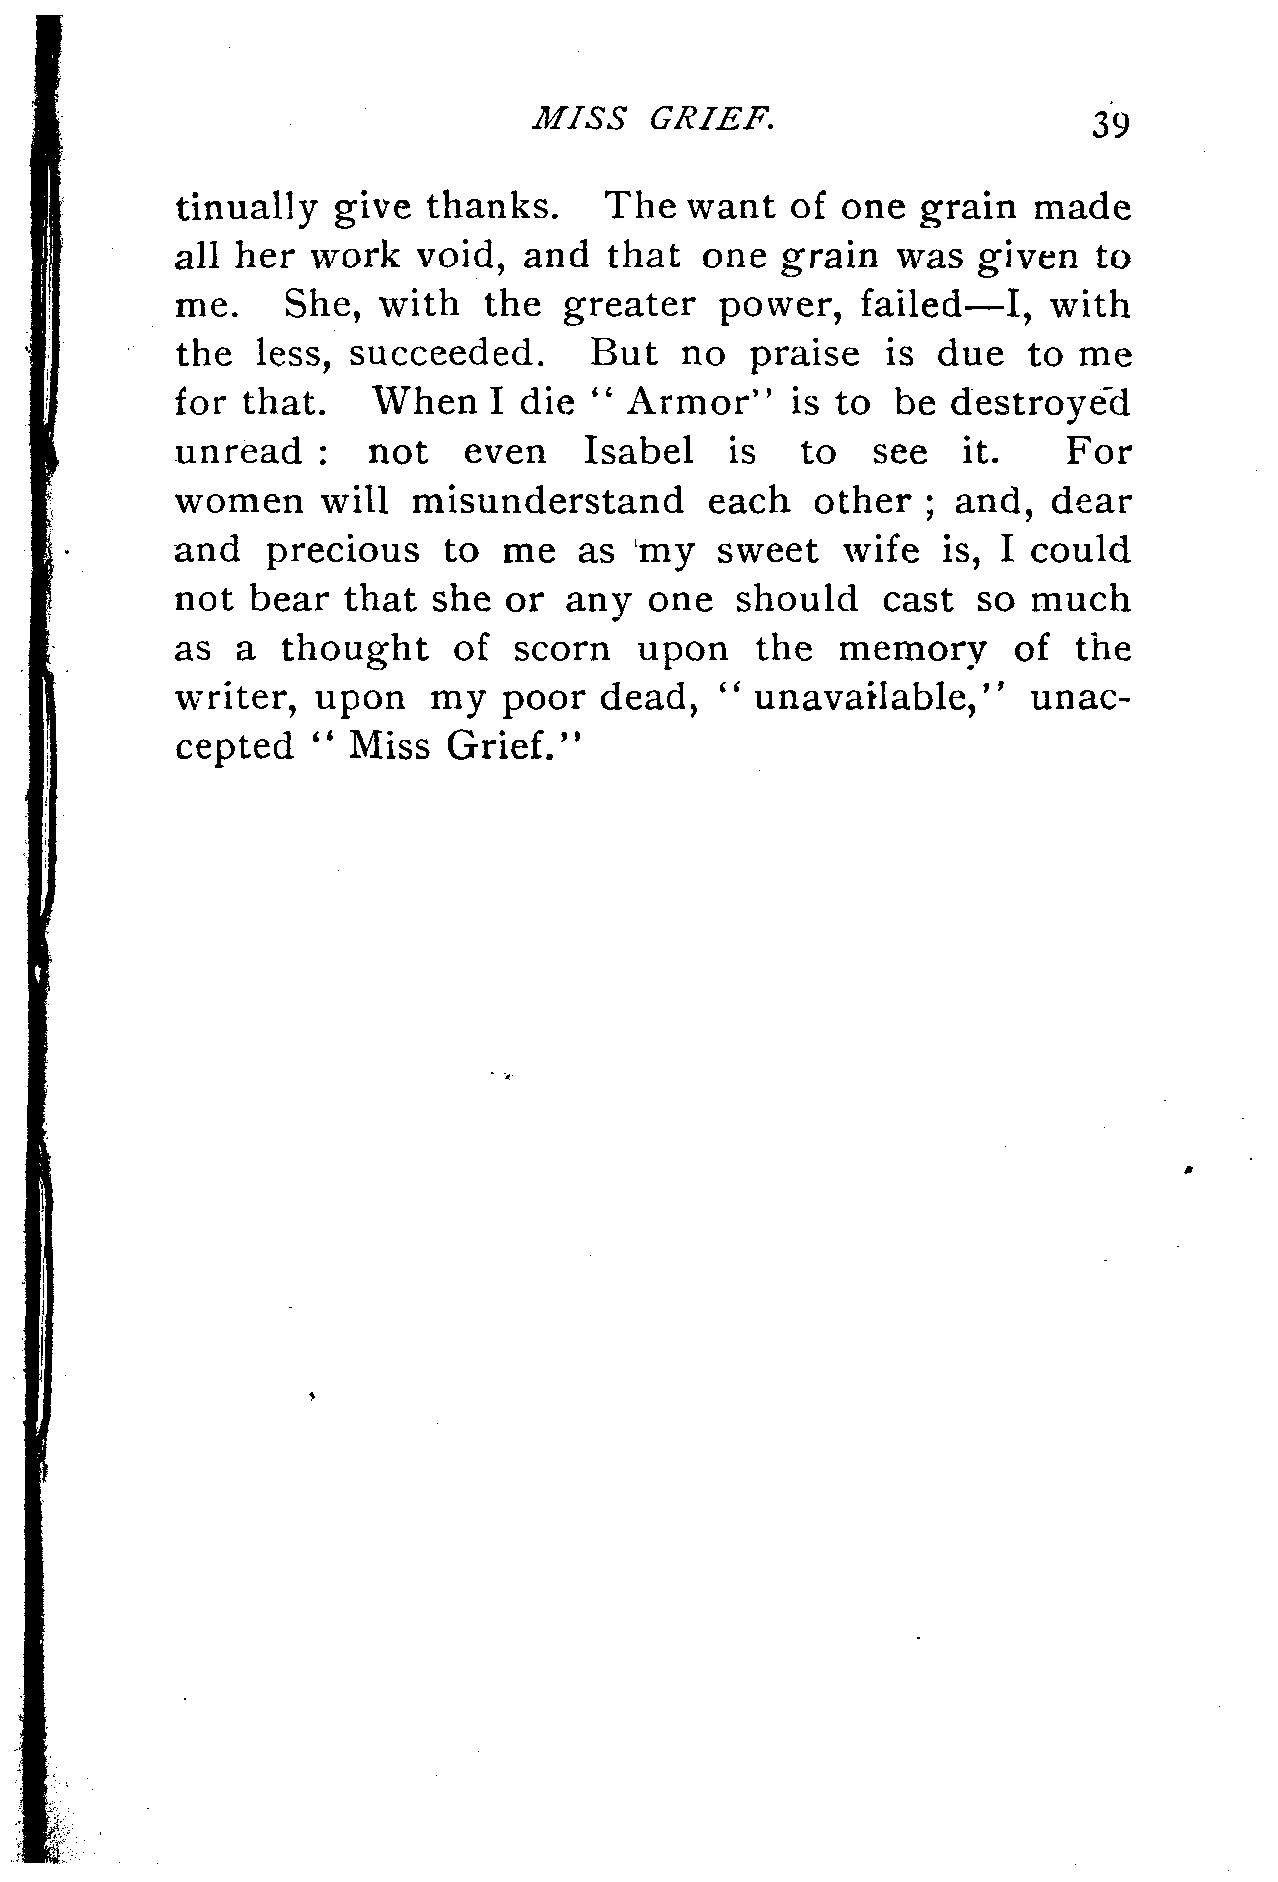 MISS GRIEF. 39
tinually give thanks. The want of one grain made
all her work void, and that one grain was given to
me. She, with the greater power, failed—I, with
the less, succeeded. But no praise is due to me
for that. When I die “ Armor” is to be destroyed
unread : not even Isabel is to see it. For
women will misunderstand each other ; and, dear
and precious to me as my sweet wife is, I could
not bear that she or any one should cast so much
as a thought of scorn upon the memory of the
writer, upon my poor dead, “ unavailable,” unac-
cepted “ Miss Grief.”